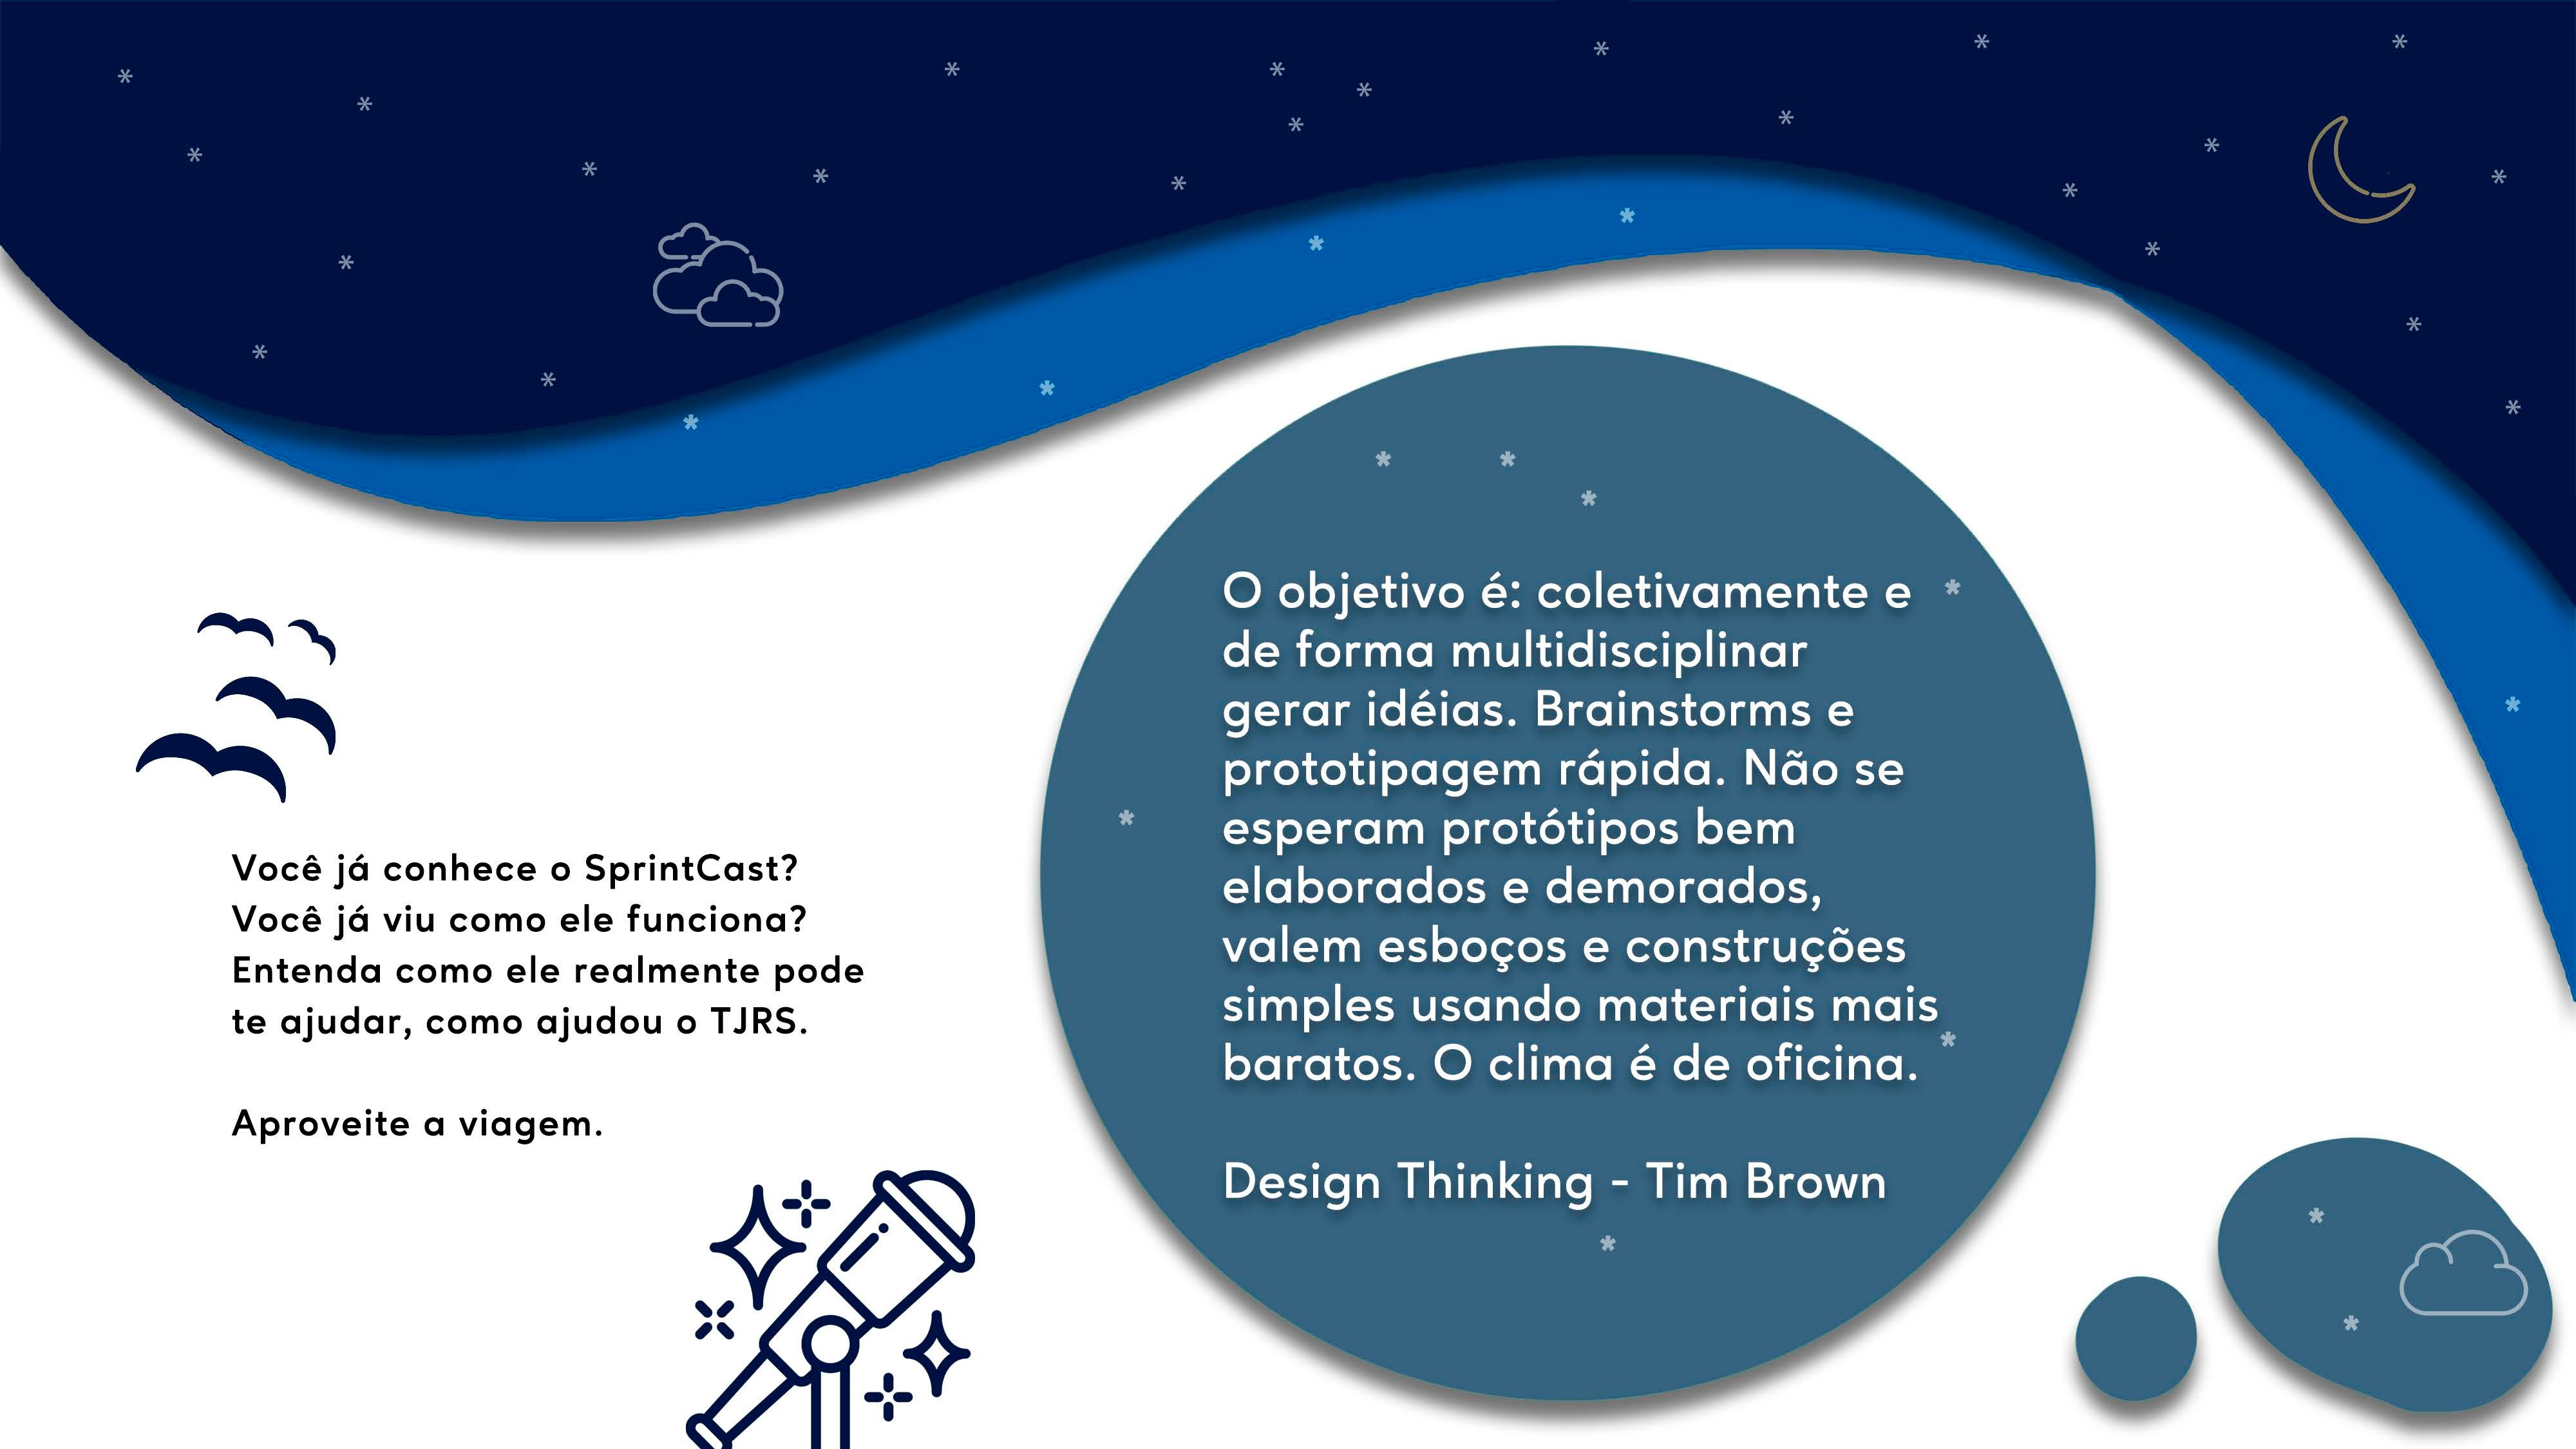 Você já conhece o SprintCast?
Você já viu como ele funciona?
Entenda como ele realmente pode
te ajudar, como ajudou o TJRS.
Aproveite a viagem.
O objetivo é: coletivamente e
de forma multidisciplinar
gerar idéias. Brainstorms e
prototipagem rápida. Não se
esperam protótipos bem
elaborados e demorados,
valem esboços e construções
simples usando materiais mais
baratos. O clima é de oficina.
Design Thinking - Tim Brown